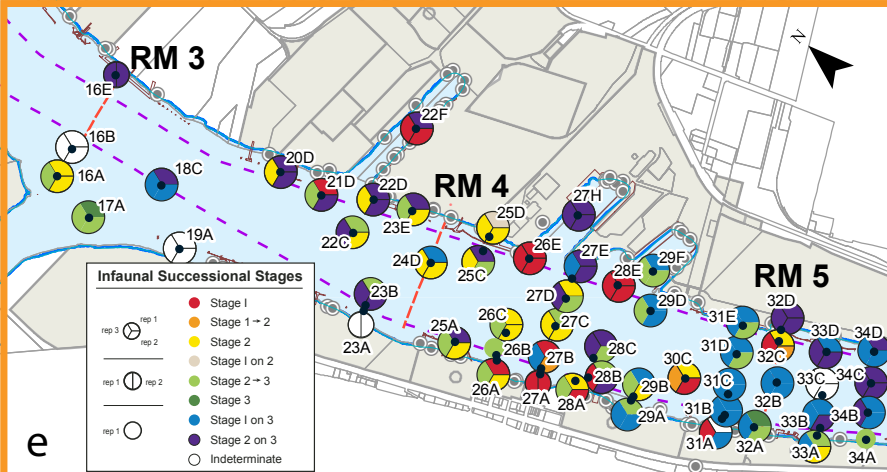 RM 3
N
16E
16B
22F
16A
18C
20D
21D
22D
RM 4
27H
17A
23E
25D
22C
26E
19A
27E
24D
25C
28E
29F
RM 5
Infaunal Successional Stages
Stage I
Stage 1 → 2
Stage 2
Stage I on 2
Stage 2 → 3
Stage 3
Stage I on 3
Stage 2 on 3
Indeterminate
rep 3
rep 1
rep 2
rep 1
rep 2
rep 1
23B
23A
27D
29D
31E
32D
25A
26C
27C
28C
33D
34D
26B
27B
31D
32C
26A
30C
31C
33C
34C
27A
28B
29B
32B
28A
29A
31B
33B
34B
31A
32A
33A
34A
e